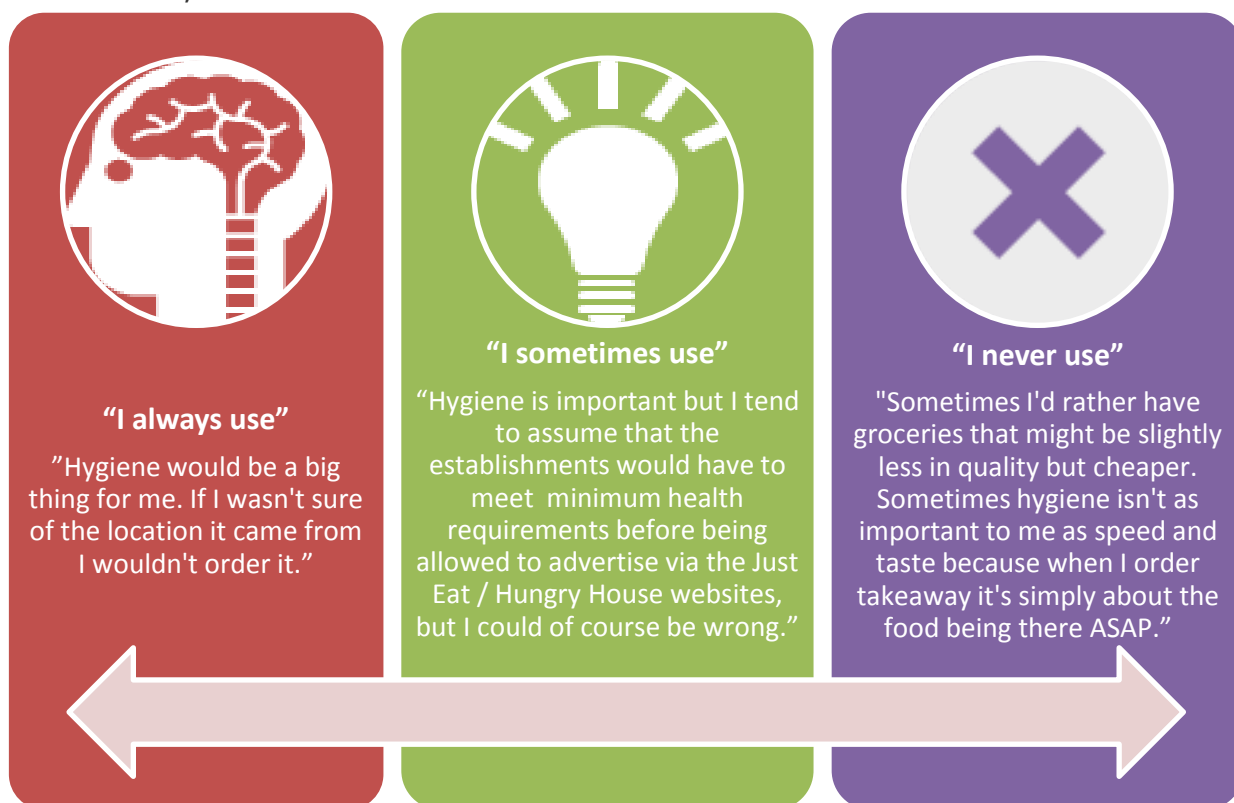 “I always use”
”Hygiene would be a big
thing for me. If I wasn't sure
of the location it came from
I wouldn't order it.”
“I sometimes use”
“Hygiene is important but I tend
to assume that the
establishments would have to
meet  minimum health
requirements before being
allowed to advertise via the Just
Eat / Hungry House websites,
but I could of course be wrong.”
“I never use”
"Sometimes I'd rather have
groceries that might be slightly
less in quality but cheaper.
Sometimes hygiene isn't as
important to me as speed and
taste because when I order
takeaway it's simply about the
food being there ASAP.”